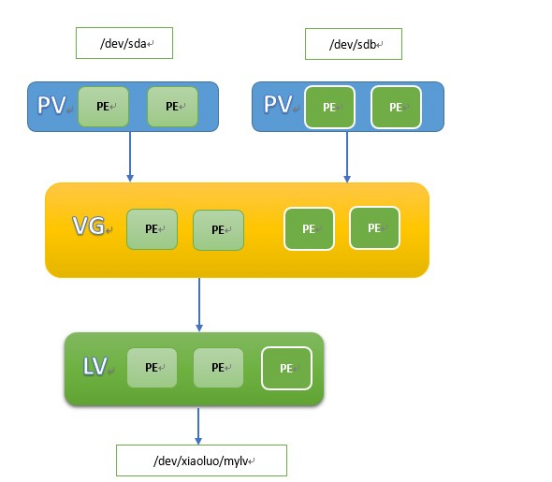 /dev/sda
/dev/sdb
PV PE PE
PV PE PE
VG PE PE PE PE
LV PE PE PE
/dev/xiaoluo/mylv